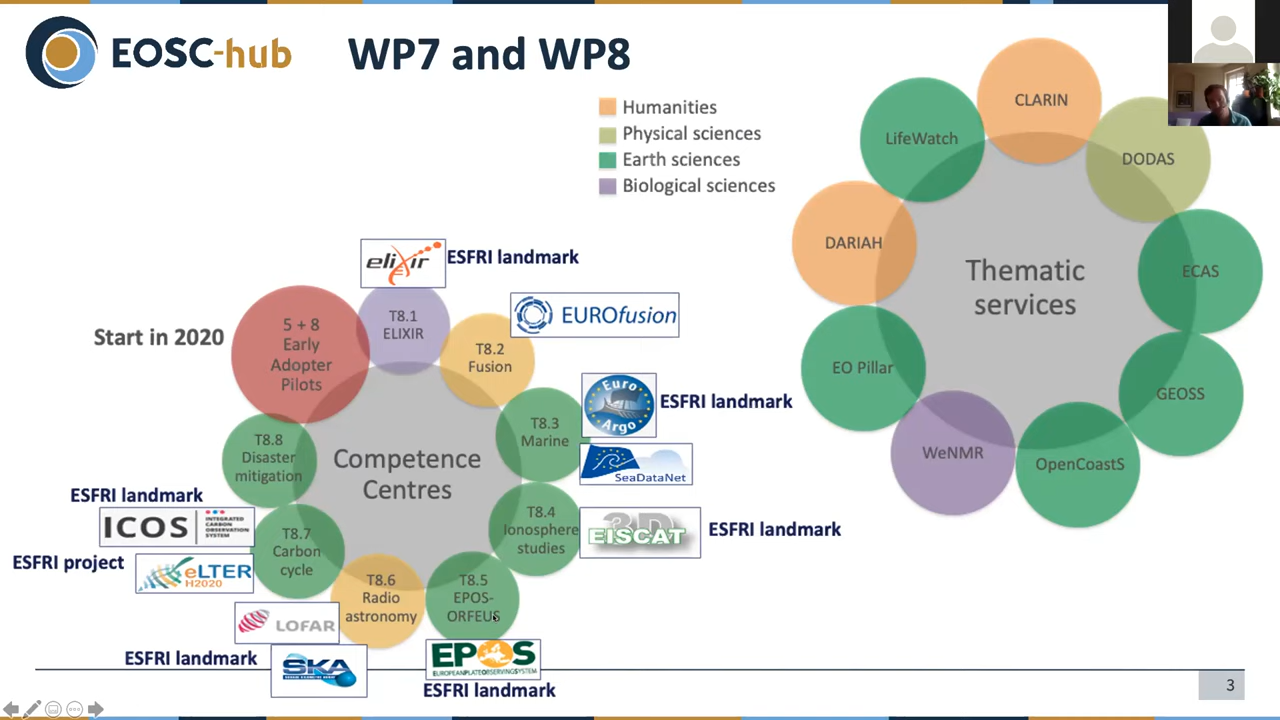 EOSC-hub
WP7 and WP8
Humanities
Physical sciences
Earth sciences
Biological sciences
CLARIN
DODAS
ECAS
GEOSS
OpenCoastS
WeNMR
EO Pillar
DARIAH
LifeWatch
Thematic
services
Start in 2020
5 + 8
Early
Adopter
Pilots
elixir
ESFRI landmark
T8.1
ELIXIR
EUROfusion
T8.2
Fusion
Euro
Argo
ESFRI landmark
SeaDataNet
T8.3
Marine
T8.4
Ionosphere
studies
3D
EISCAT
ESFRI landmark
T8.5
EPOS-
ORFEUS
EPOS
EUROPEAN PLATE OBSERVING SYSTEM
ESFRI landmark
T8.6
Radio
astronomy
LOFAR
ESFRI landmark
SKA
T8.7
Carbon
cycle
ESFRI landmark
ICOS
INTEGRATED
CARBON
OBSERVATION
SYSTEM
ESFRI project
eLTER
H2020
T8.8
Disaster
mitigation
Competence
Centres
3